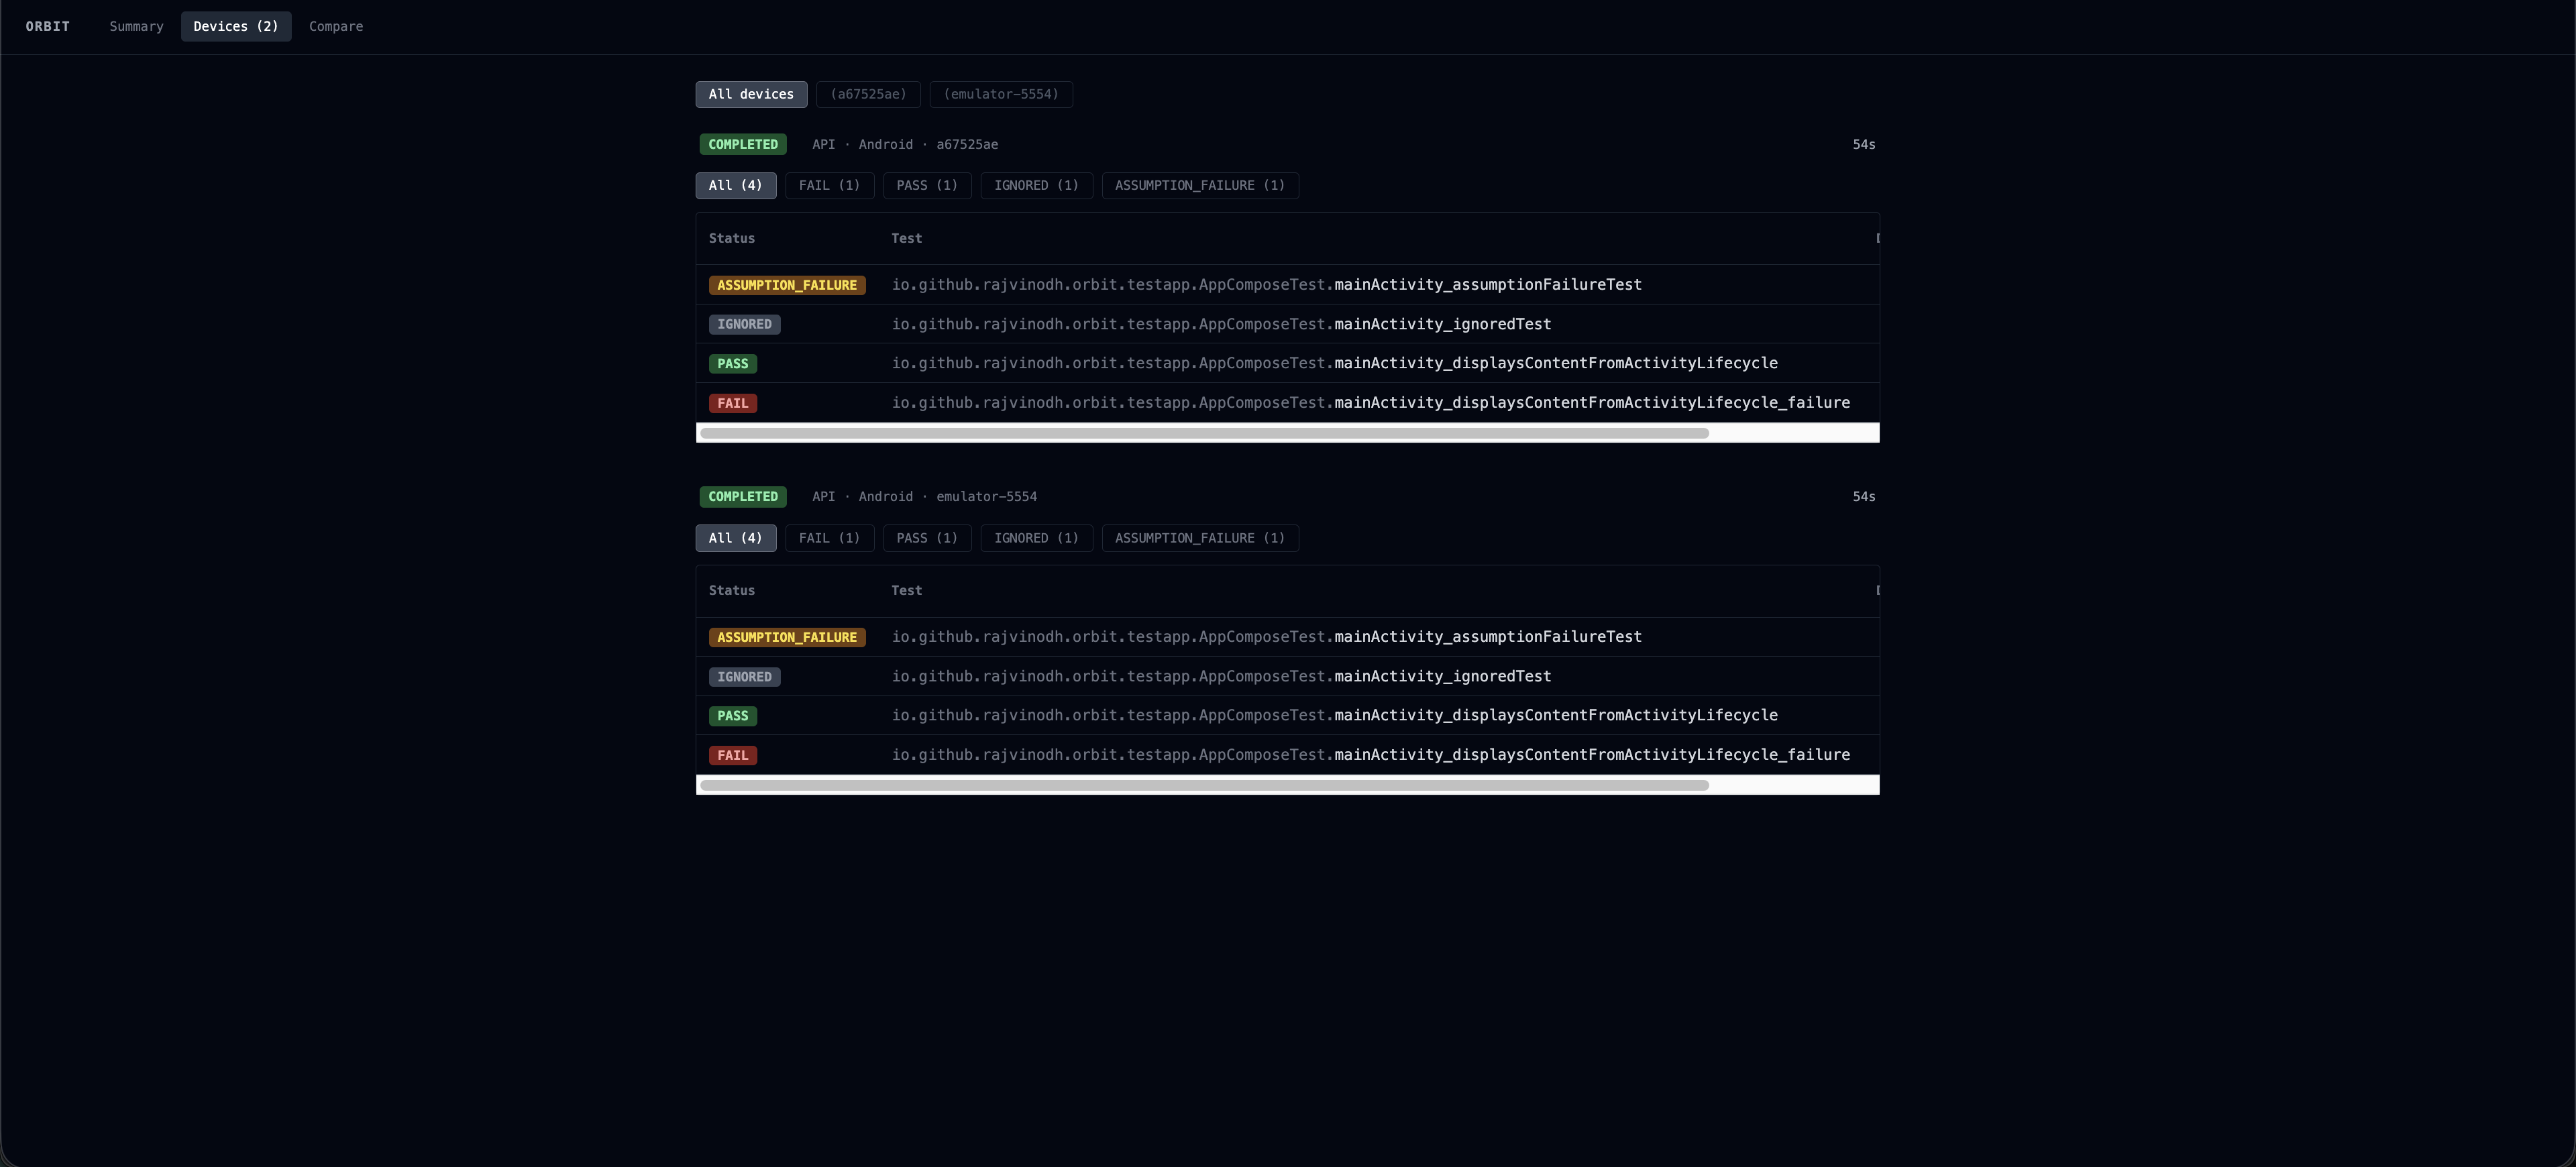 ORBIT Summary Devices (2) Compare
All devices (a67525ae) (emulator-5554)
COMPLETED API · Android · a67525ae 54s
All (4) FAIL (1) PASS (1) IGNORED (1) ASSUMPTION_FAILURE (1)
Status Test
ASSUMPTION_FAILURE io.github.rajvinodh.orbit.testapp.AppComposeTest.mainActivity_assumptionFailureTest
IGNORED io.github.rajvinodh.orbit.testapp.AppComposeTest.mainActivity_ignoredTest
PASS io.github.rajvinodh.orbit.testapp.AppComposeTest.mainActivity_displaysContentFromActivityLifecycle
FAIL io.github.rajvinodh.orbit.testapp.AppComposeTest.mainActivity_displaysContentFromActivityLifecycle_failure
COMPLETED API · Android · emulator-5554 54s
All (4) FAIL (1) PASS (1) IGNORED (1) ASSUMPTION_FAILURE (1)
Status Test
ASSUMPTION_FAILURE io.github.rajvinodh.orbit.testapp.AppComposeTest.mainActivity_assumptionFailureTest
IGNORED io.github.rajvinodh.orbit.testapp.AppComposeTest.mainActivity_ignoredTest
PASS io.github.rajvinodh.orbit.testapp.AppComposeTest.mainActivity_displaysContentFromActivityLifecycle
FAIL io.github.rajvinodh.orbit.testapp.AppComposeTest.mainActivity_displaysContentFromActivityLifecycle_failure